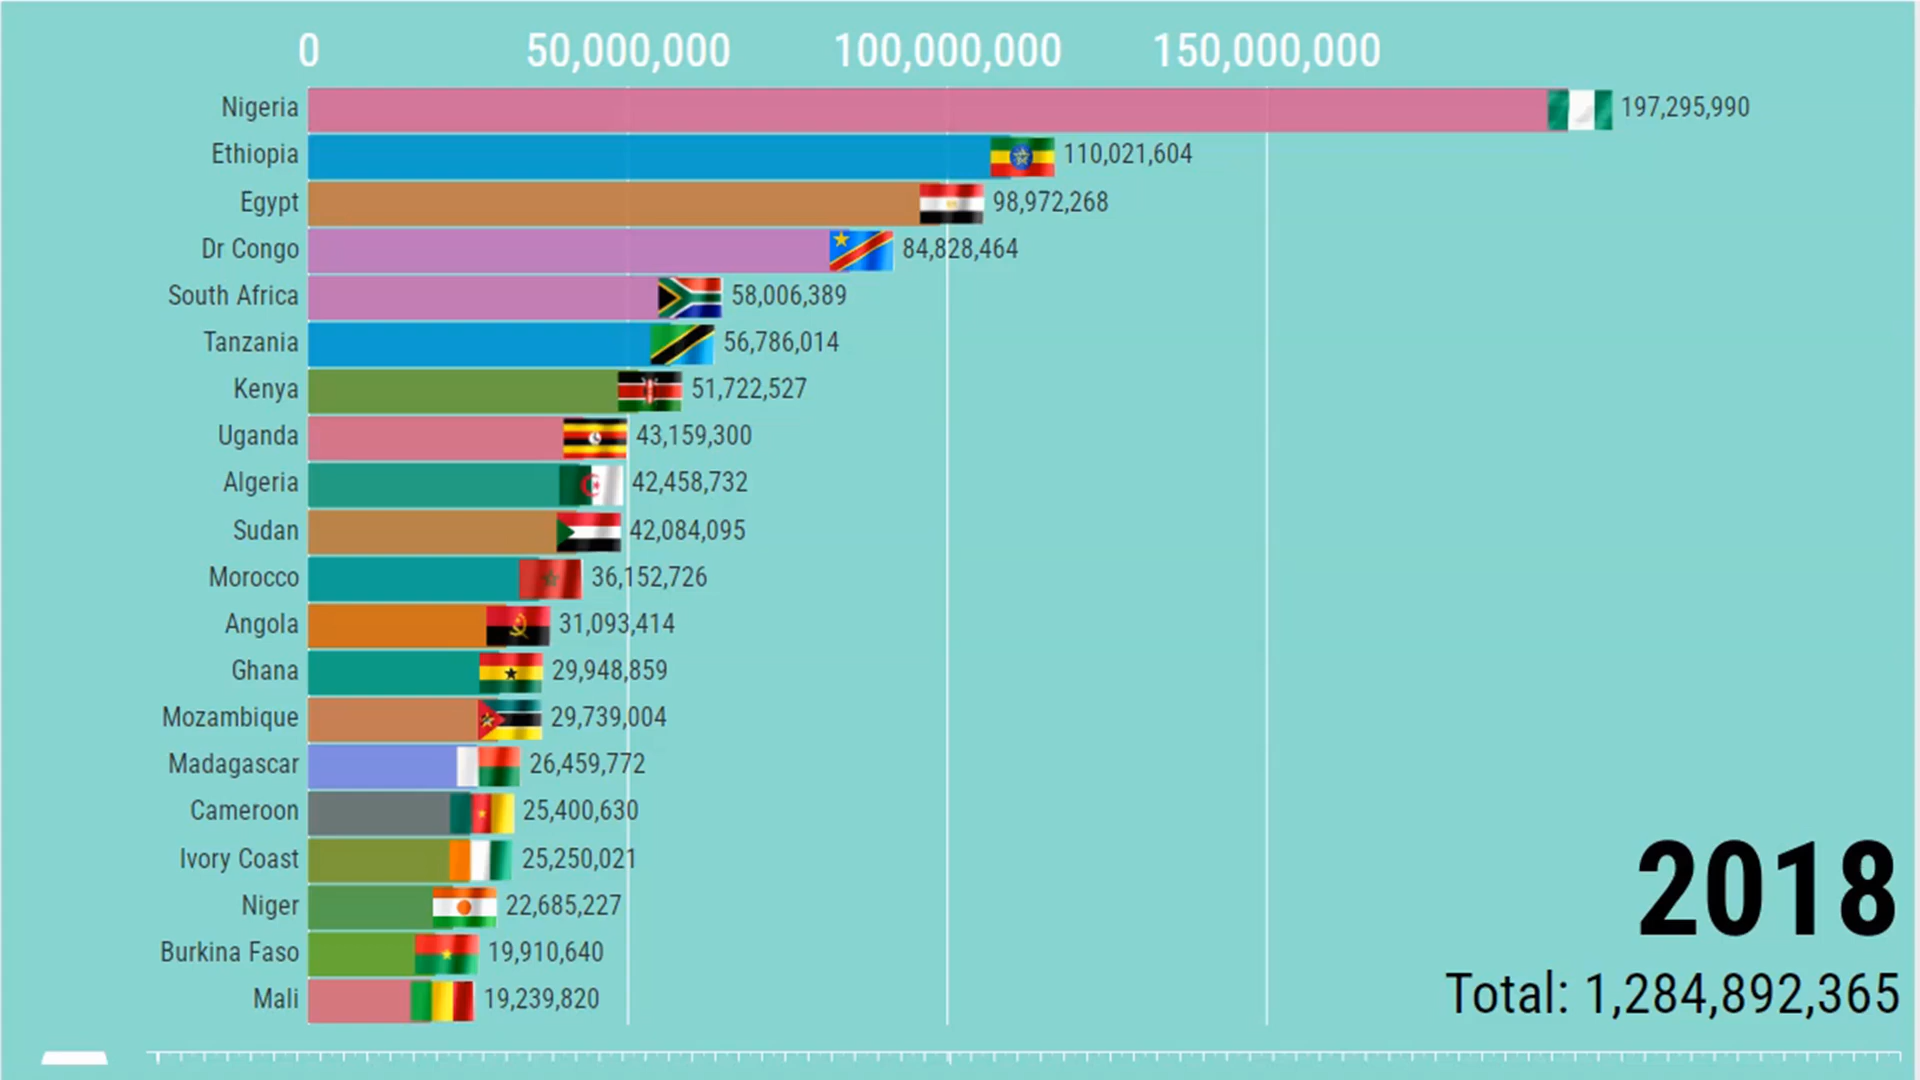 0 50,000,000 100,000,000 150,000,000
Nigeria 197,295,990
Ethiopia 110,021,604
Egypt 98,972,268
Dr Congo 84,828,464
South Africa 58,006,389
Tanzania 56,786,014
Kenya 51,722,527
Uganda 43,159,300
Algeria 42,458,732
Sudan 42,084,095
Morocco 36,152,726
Angola 31,093,414
Ghana 29,948,859
Mozambique 29,739,004
Madagascar 26,459,772
Cameroon 25,400,630
Ivory Coast 25,250,021
Niger 22,685,227
Burkina Faso 19,910,640
Mali 19,239,820
2018
Total: 1,284,892,365